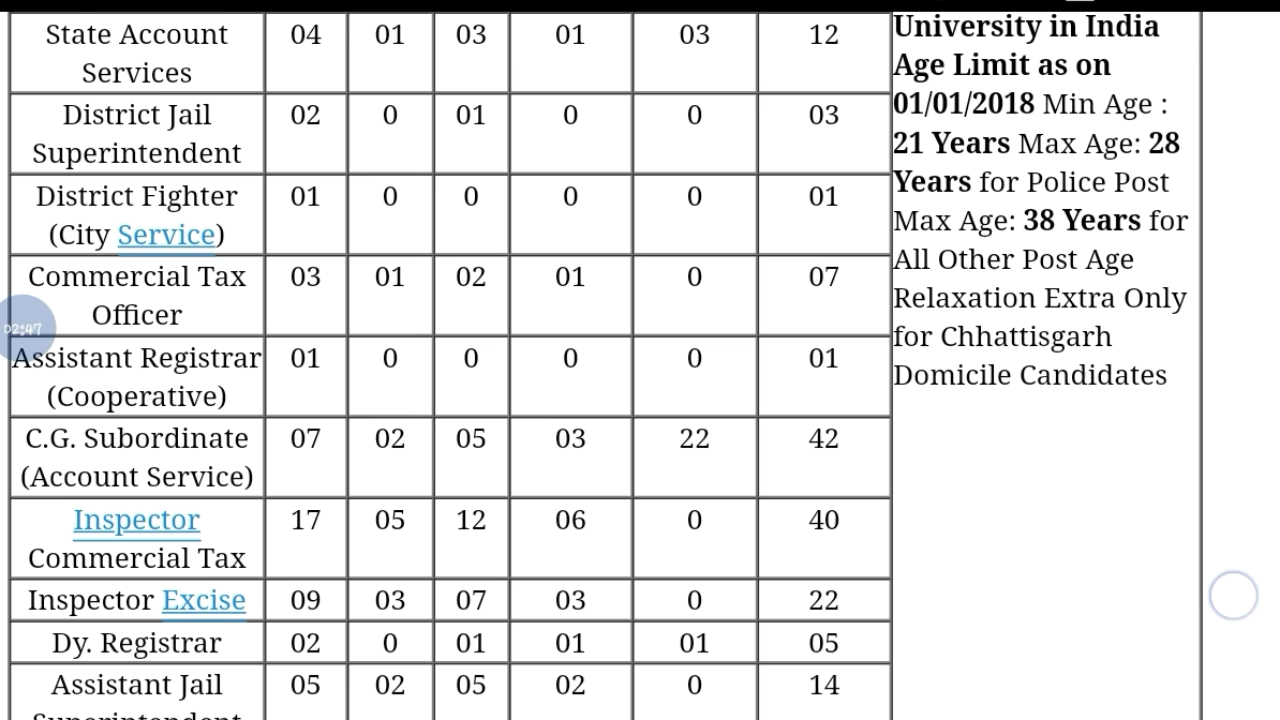 State Account Services 04 01 03 01 03 12
District Jail Superintendent 02 0 01 0 0 03
District Fighter (City Service) 01 0 0 0 0 01
Commercial Tax Officer 03 01 02 01 0 07
Assistant Registrar (Cooperative) 01 0 0 0 0 01
C.G. Subordinate (Account Service) 07 02 05 03 22 42
Inspector Commercial Tax 17 05 12 06 0 40
Inspector Excise 09 03 07 03 0 22
Dy. Registrar 02 0 01 01 01 05
Assistant Jail Superintendent 05 02 05 02 0 14
University in India
Age Limit as on
01/01/2018 Min Age :
21 Years Max Age: 28
Years for Police Post
Max Age: 38 Years for
All Other Post Age
Relaxation Extra Only
for Chhattisgarh
Domicile Candidates
02:47